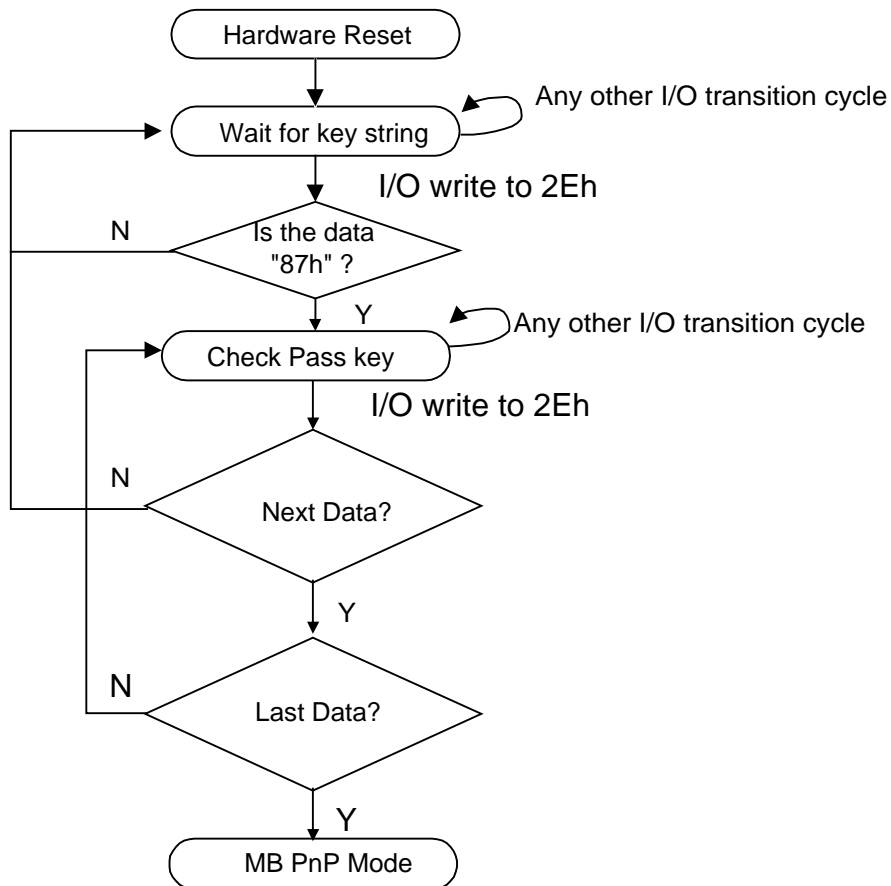 Hardware Reset
Any other I/O transition cycle
Wait for key string
I/O write to 2Eh
N
Is the data
"87h" ?
Y
Any other I/O transition cycle
Check Pass key
I/O write to 2Eh
N
Next Data?
Y
N
Last Data?
Y
MB PnP Mode